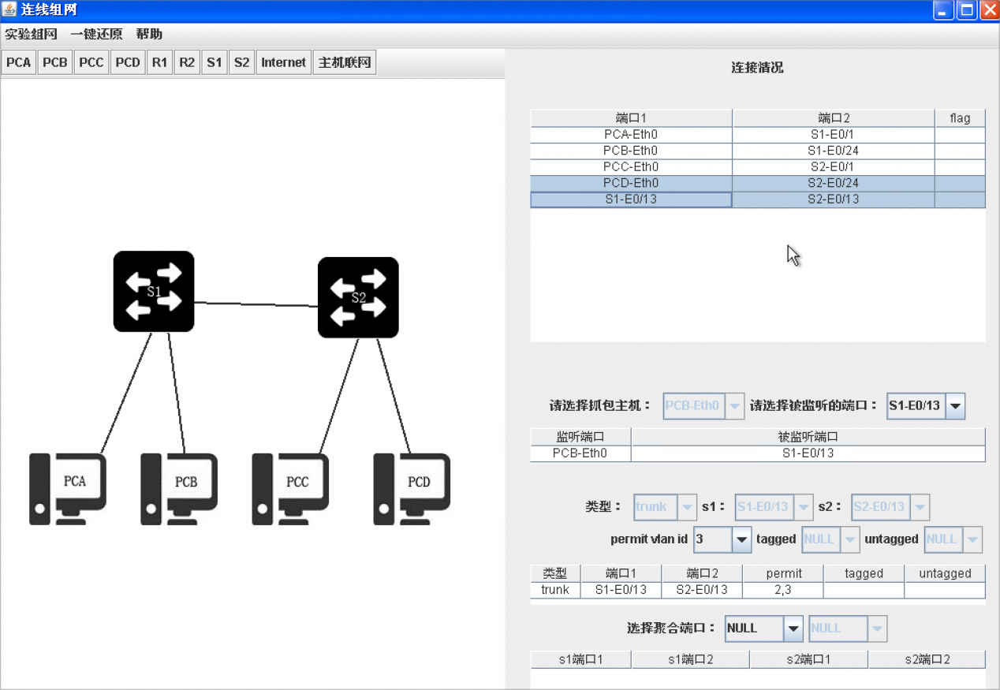 连线组网
实验组网 一键还原 帮助
PCA PCB PCC PCD R1 R2 S1 S2 Internet 主机联网
S1
S2
PCA
PCB
PCC
PCD
连接情况
端口1 端口2 flag
PCA-Eth0 S1-E0/1
PCB-Eth0 S1-E0/24
PCC-Eth0 S2-E0/1
PCD-Eth0 S2-E0/24
S1-E0/13 S2-E0/13
请选择抓包主机： PCB-Eth0 请选择被监听的端口： S1-E0/13
监听端口 被监听端口
PCB-Eth0 S1-E0/13
类型： trunk s1： S1-E0/13 s2： S2-E0/13
permit vlan id 3 tagged NULL untagged NULL
类型 端口1 端口2 permit tagged untagged
trunk S1-E0/13 S2-E0/13 2,3
选择聚合端口： NULL NULL
s1端口1 s1端口2 s2端口1 s2端口2